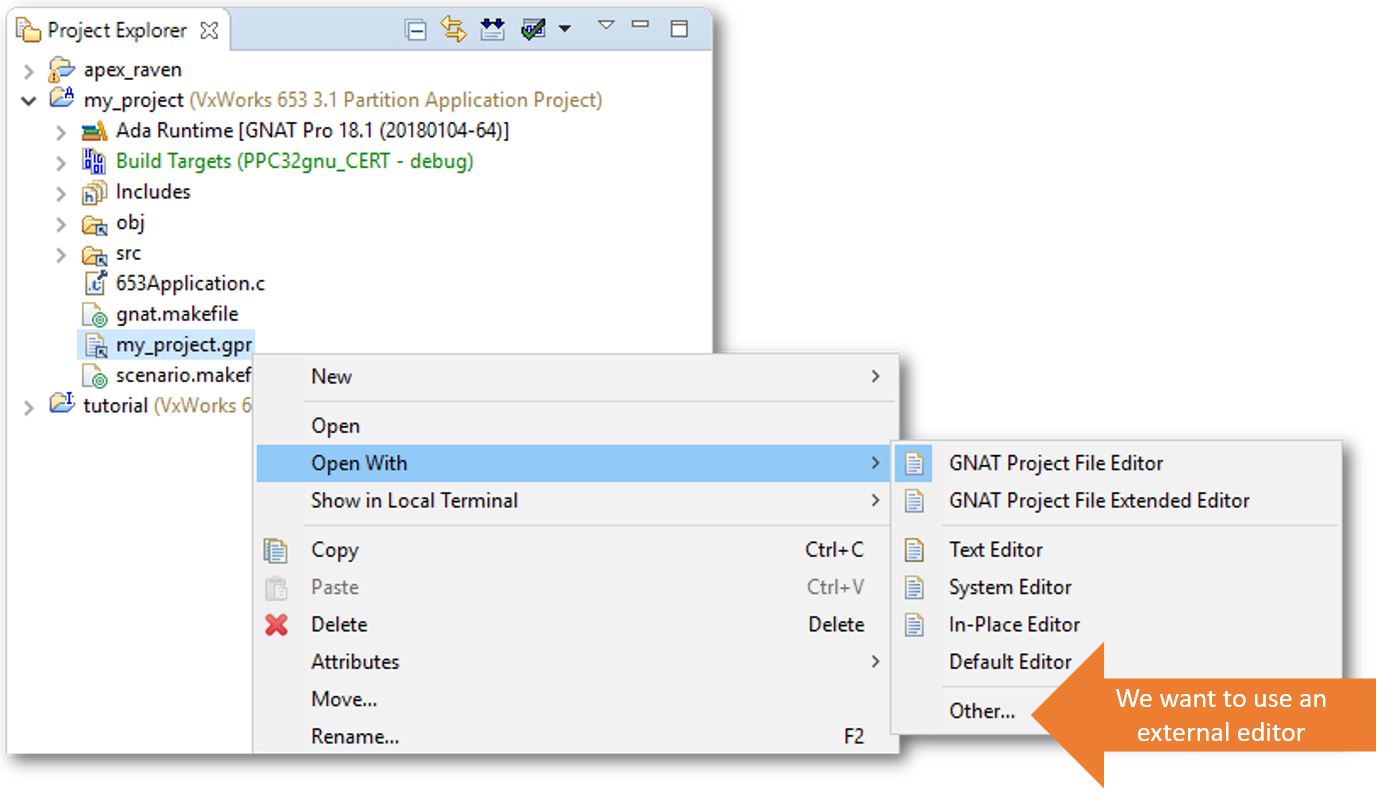 Project Explorer
apex_raven
my_project (VxWorks 653 3.1 Partition Application Project)
Ada Runtime [GNAT Pro 18.1 (20180104-64)]
Build Targets (PPC32gnu_CERT - debug)
Includes
obj
src
653Application.c
gnat.makefile
my_project.gpr
scenario.makef
tutorial (VxWorks 6
New
Open
Open With
Show in Local Terminal
Copy Ctrl+C
Paste Ctrl+V
Delete Delete
Attributes
Move...
Rename... F2
GNAT Project File Editor
GNAT Project File Extended Editor
Text Editor
System Editor
In-Place Editor
Default Editor
Other...
We want to use an
external editor